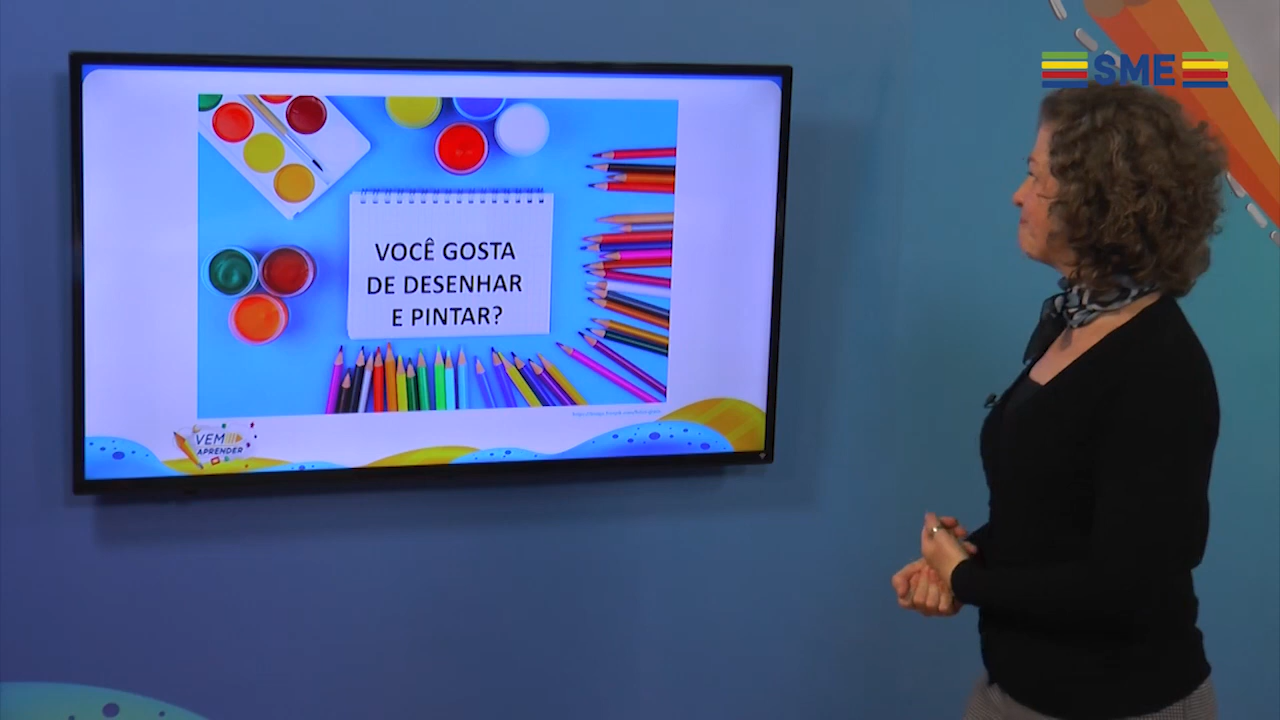 SME
VOCÊ GOSTA
DE DESENHAR
E PINTAR?
VEM
APRENDER